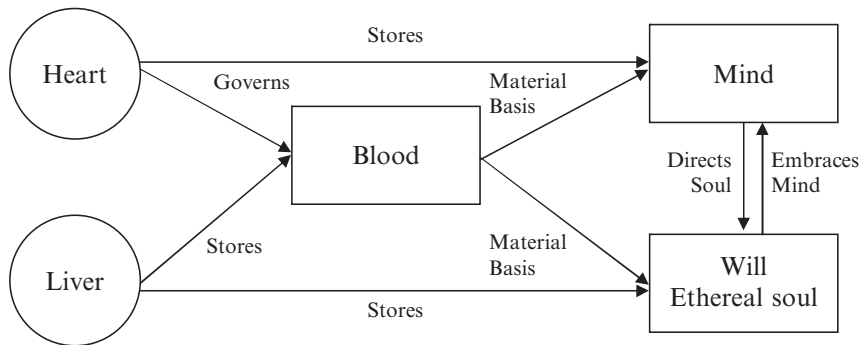 Stores
Heart
Mind
Governs
Material
Basis
Blood
Directs
Soul
Embraces
Mind
Stores
Material
Basis
Liver
Will
Ethereal soul
Stores